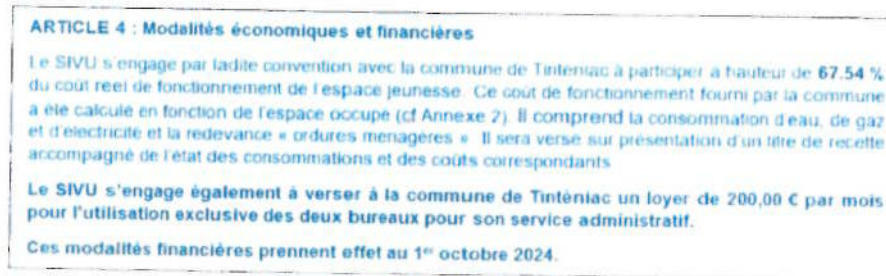 ARTICLE 4 : Modalités économiques et financières
Le SIVU s'engage par ladite convention avec la commune de Tinténiac à participer à hauteur de 67.54 %
du coût réel de fonctionnement de l'espace jeunesse. Ce coût de fonctionnement fourni par la commune
a été calculé en fonction de l'espace occupé (cf Annexe 2). Il comprend la consommation d'eau, de gaz
et d'électricité et la redevance « ordures ménagères ». Il sera versé sur présentation d'un titre de recette
accompagné de l'état des consommations et des coûts correspondants.
Le SIVU s'engage également à verser à la commune de Tinténiac un loyer de 200,00 € par mois
pour l'utilisation exclusive des deux bureaux pour son service administratif.
Ces modalités financières prennent effet au 1er octobre 2024.